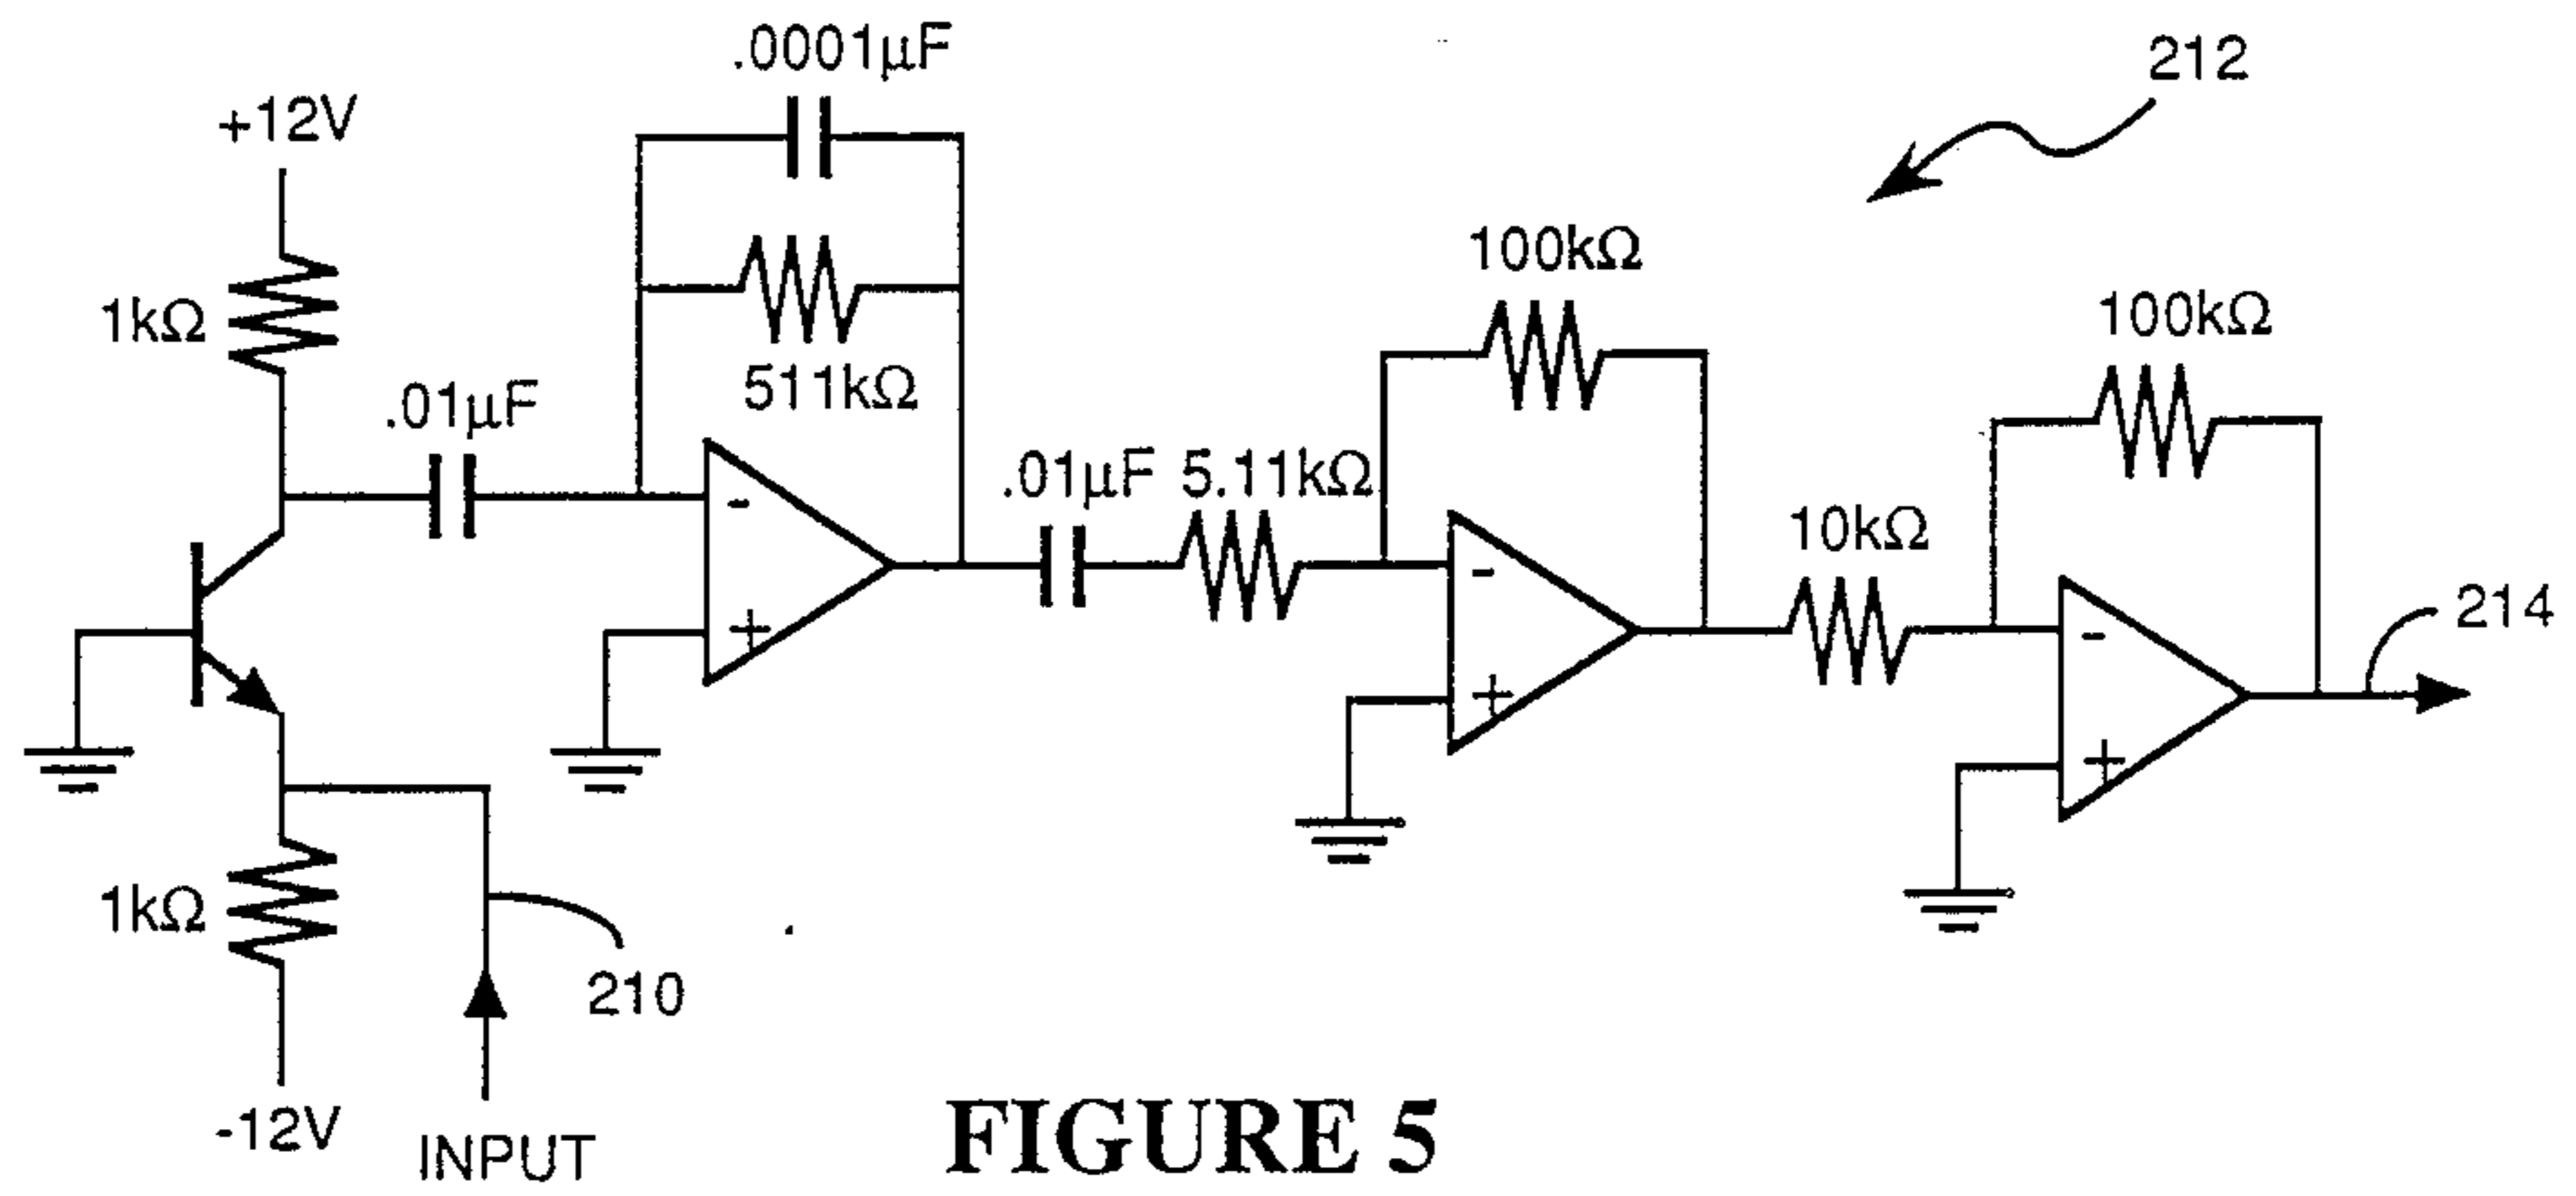 .0001μF
212
+12V
100kΩ
1kΩ
511kΩ
100kΩ
.01μF
.01μF
5.11kΩ
10kΩ
-
+
-
+
-
+
214
1kΩ
210
-12V
INPUT
FIGURE 5